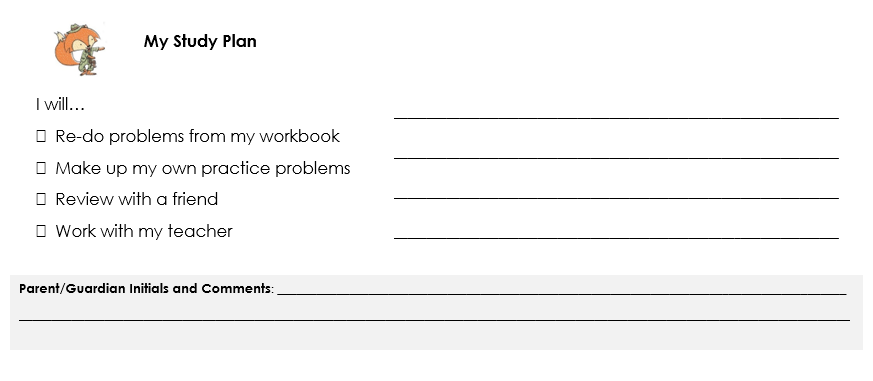 My Study Plan
I will…
Re-do problems from my workbook
Make up my own practice problems
Review with a friend
Work with my teacher
Parent/Guardian Initials and Comments: